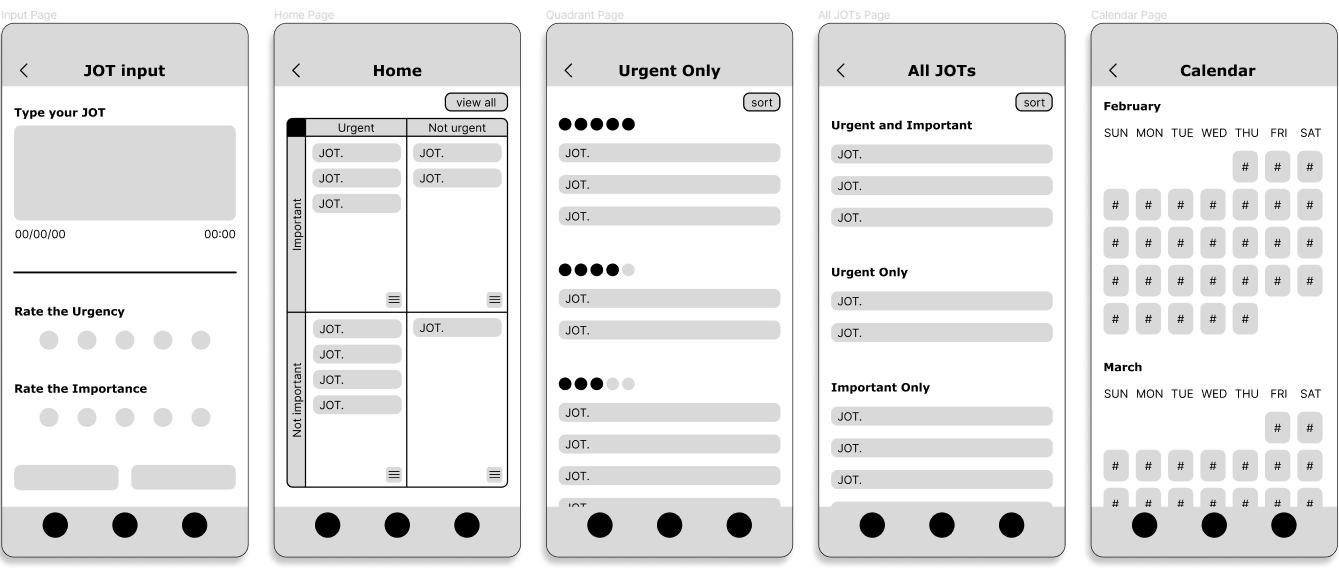 Input Page
JOT input
Type your JOT
00/00/00 00:00
Rate the Urgency
Rate the Importance
Home Page
Home
view all
Urgent Not urgent
Important
JOT. JOT.
JOT. JOT.
JOT.
Not important
JOT. JOT.
JOT.
JOT.
JOT.
Quadrant Page
Urgent Only
sort
JOT.
JOT.
JOT.
JOT.
JOT.
JOT.
JOT.
JOT.
JOT.
All JOTs Page
All JOTs
sort
Urgent and Important
JOT.
JOT.
JOT.
Urgent Only
JOT.
JOT.
Important Only
JOT.
JOT.
JOT.
Calendar Page
Calendar
February
SUN MON TUE WED THU FRI SAT
# # #
# # # # # # #
# # # # # # #
# # # # # # #
# # # # #
March
SUN MON TUE WED THU FRI SAT
# #
# # # # # # #
# # # # # # #